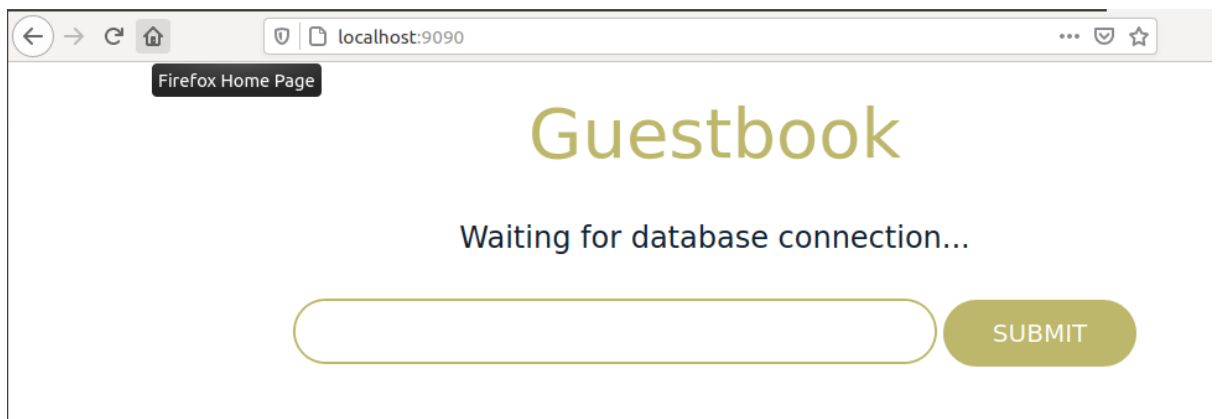 localhost:9090
Firefox Home Page
Guestbook
Waiting for database connection...
SUBMIT